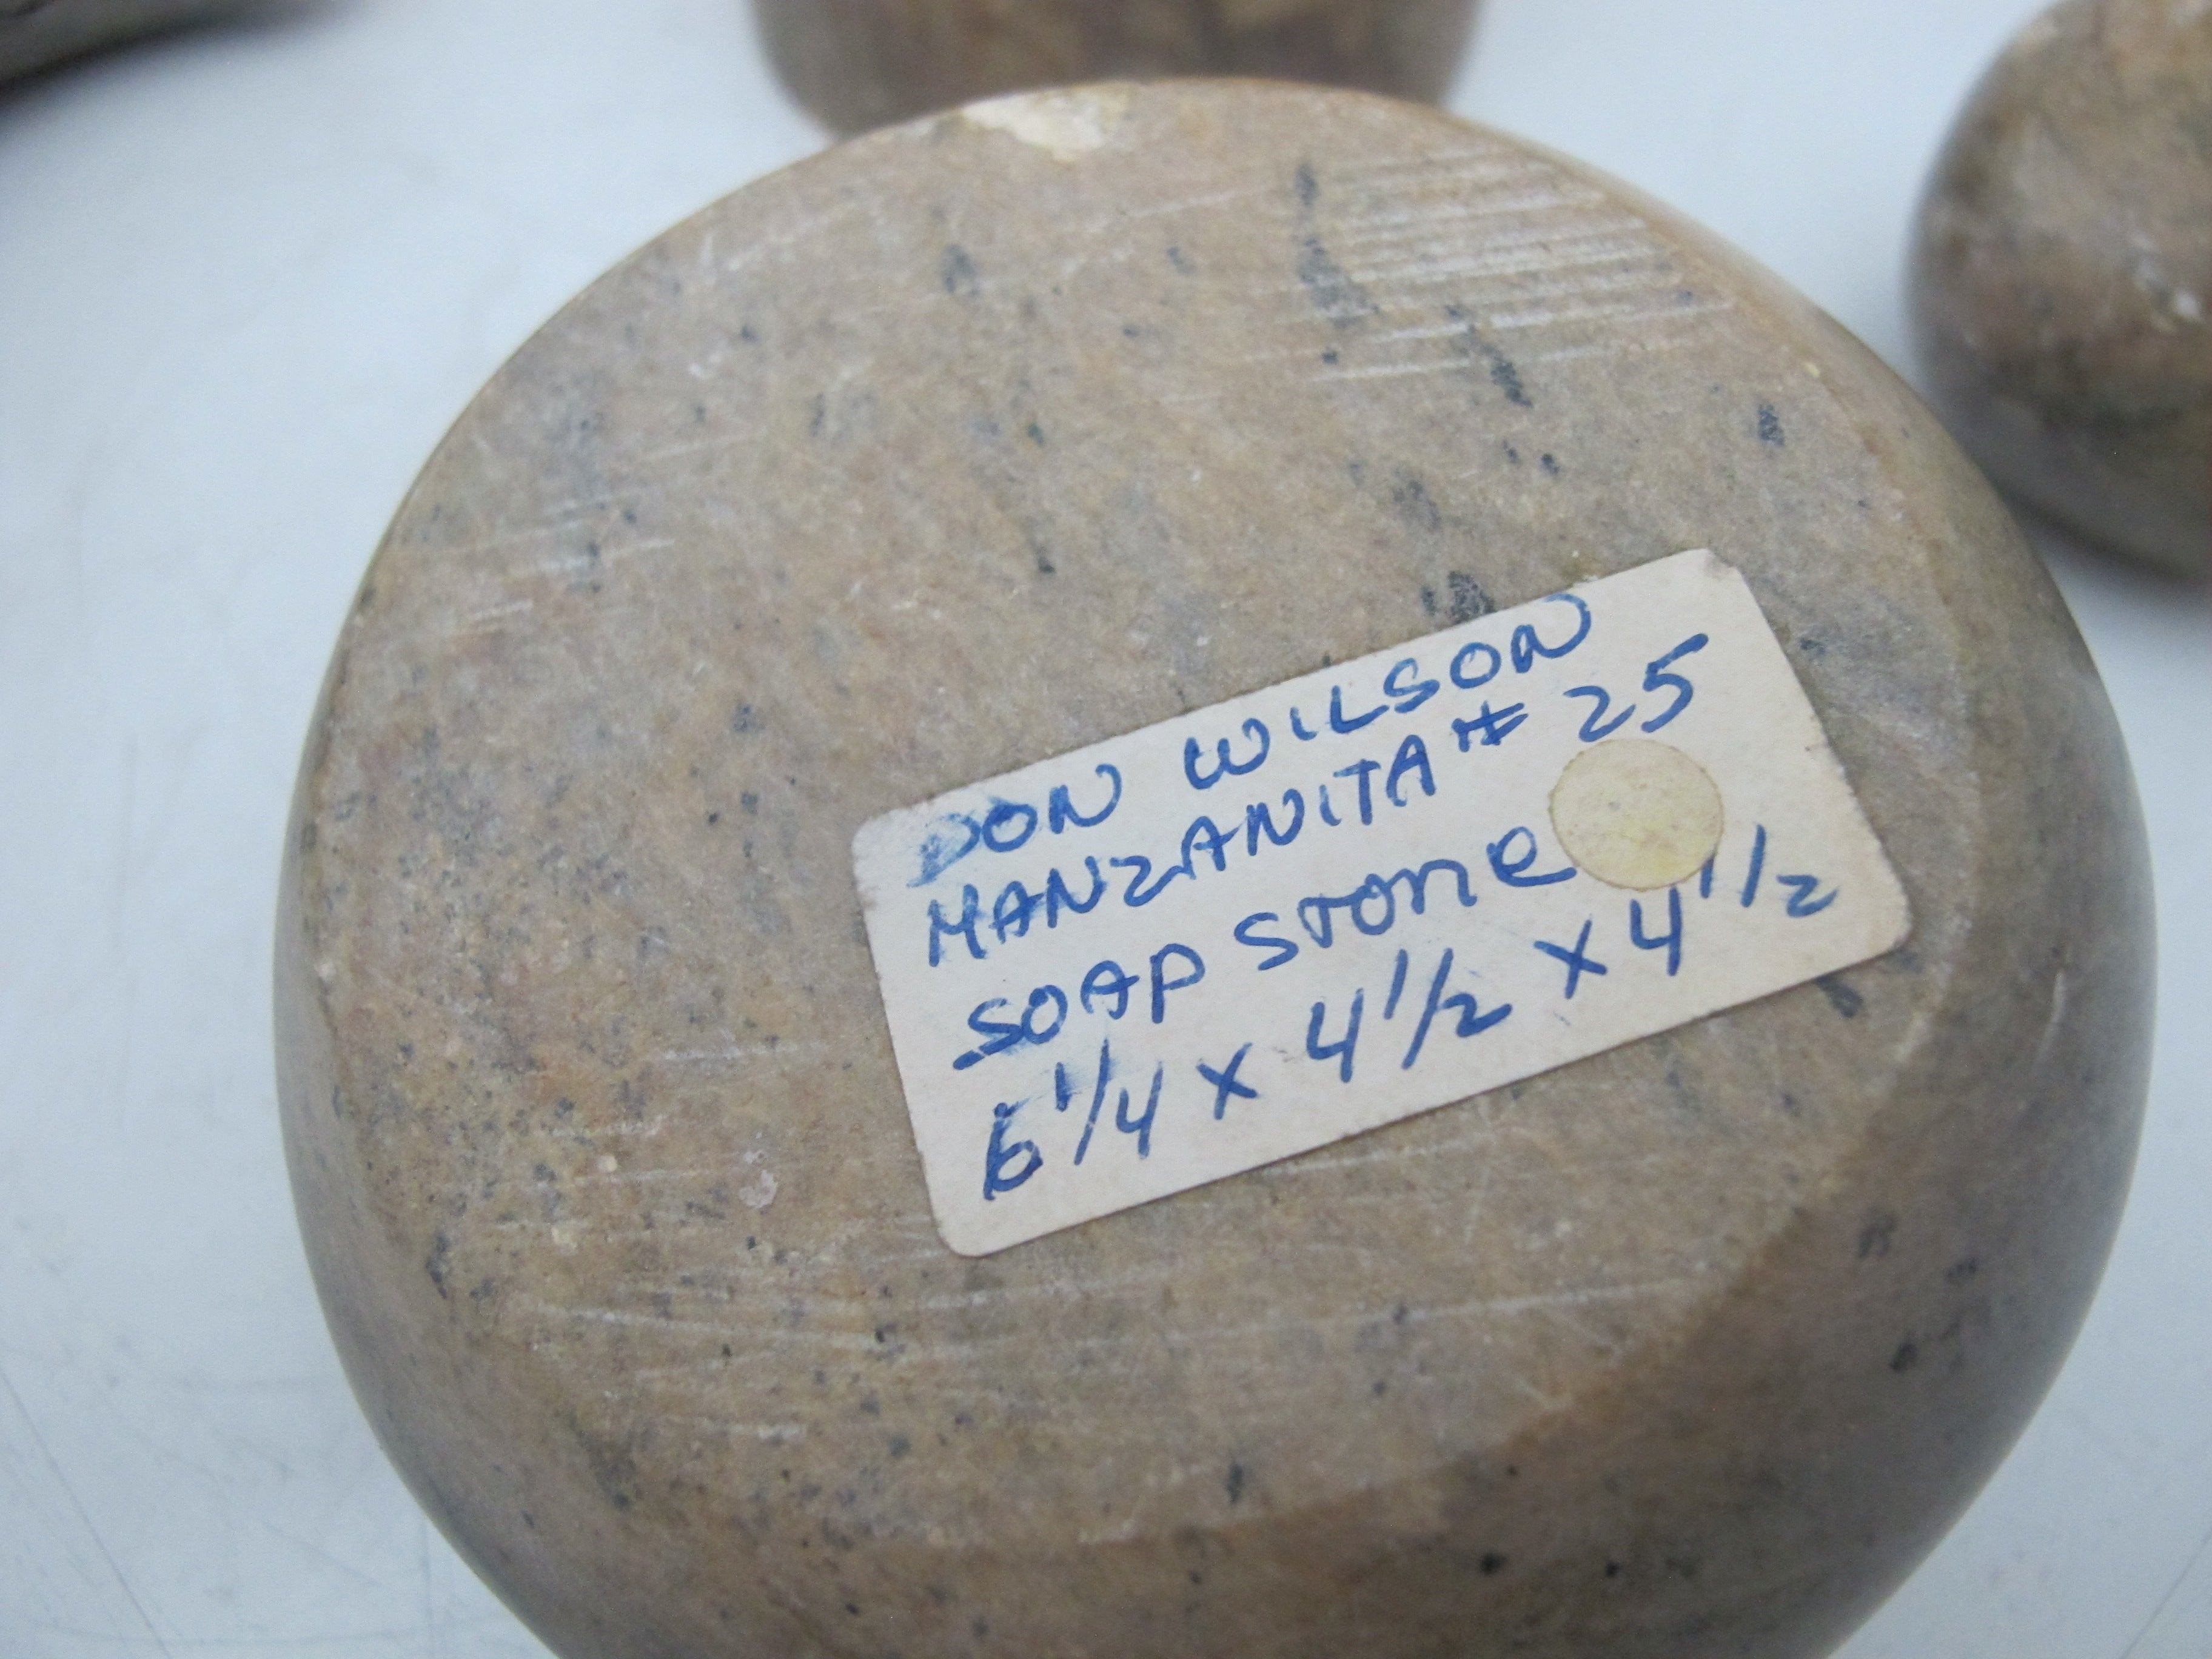 DON WILSON
MANZANITA # 25
SOAP STONE
6 1/4 x 4 1/2 x 4 1/2